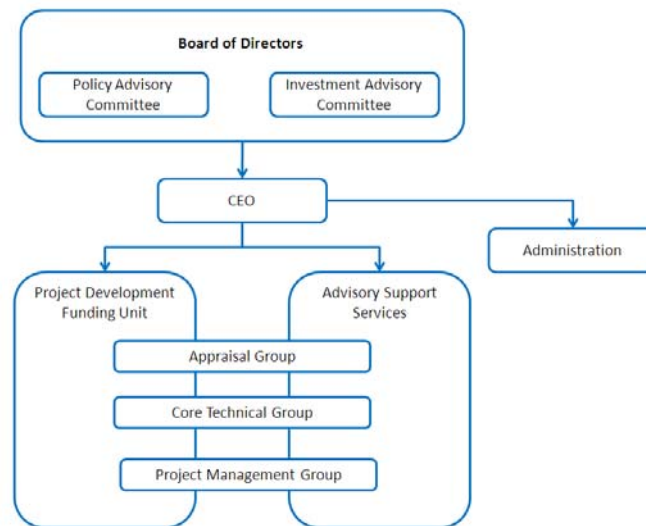 Board of Directors
Policy Advisory
Committee
Investment Advisory
Committee
CEO
Administration
Project Development
Funding Unit
Advisory Support
Services
Appraisal Group
Core Technical Group
Project Management Group